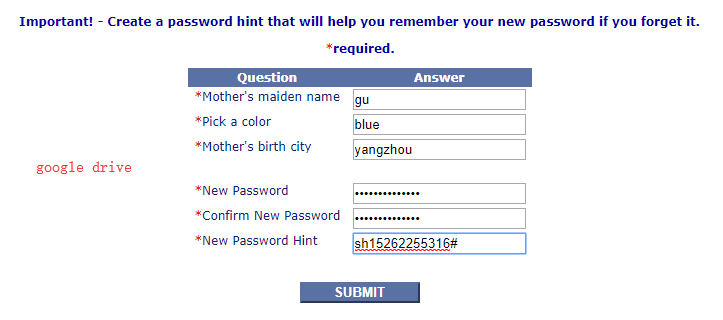 Important! - Create a password hint that will help you remember your new password if you forget it.
*required.
Question Answer
*Mother's maiden name gu
*Pick a color blue
*Mother's birth city yangzhou
google drive
*New Password ••••••••••••••
*Confirm New Password ••••••••••••••
*New Password Hint sh15262255316#
SUBMIT